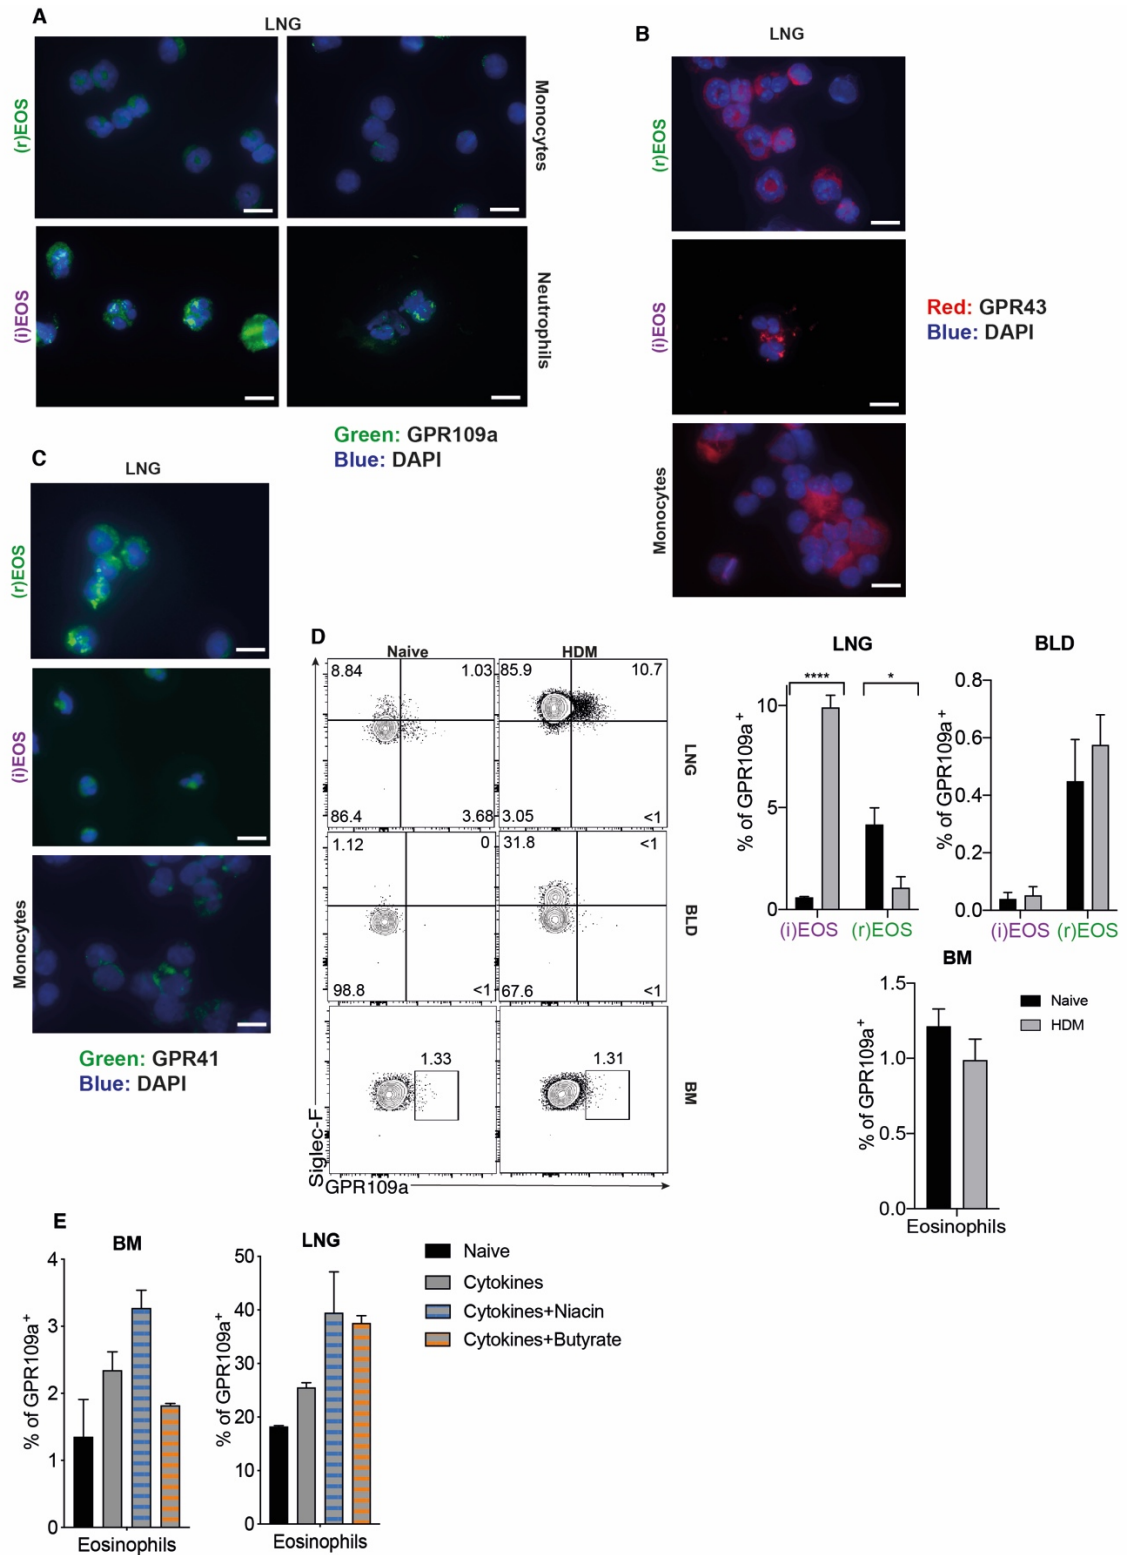 A
LNG
(r)EOS
Monocytes
(i)EOS
Neutrophils
Green: GPR109a
Blue: DAPI
B
LNG
(r)EOS
(i)EOS
Monocytes
Red: GPR43
Blue: DAPI
C
LNG
(r)EOS
(i)EOS
Monocytes
Green: GPR41
Blue: DAPI
D
Naive HDM
8.84 1.03 85.9 10.7
LNG
86.4 3.68 3.05 <1
1.12 0 31.8 <1
BLD
98.8 <1 67.6 <1
1.33 1.31
BM
Siglec-F
GPR109a
LNG
% of GPR109a+
10
5
0
**** *
(i)EOS (r)EOS
BLD
% of GPR109a+
0.8
0.6
0.4
0.2
0.0
(i)EOS (r)EOS
BM
% of GPR109a+
1.5
1.0
0.5
0.0
Eosinophils
Naive
HDM
E
BM
% of GPR109a+
4
3
2
1
0
Eosinophils
LNG
% of GPR109a+
50
40
30
20
10
0
Eosinophils
Naive
Cytokines
Cytokines+Niacin
Cytokines+Butyrate